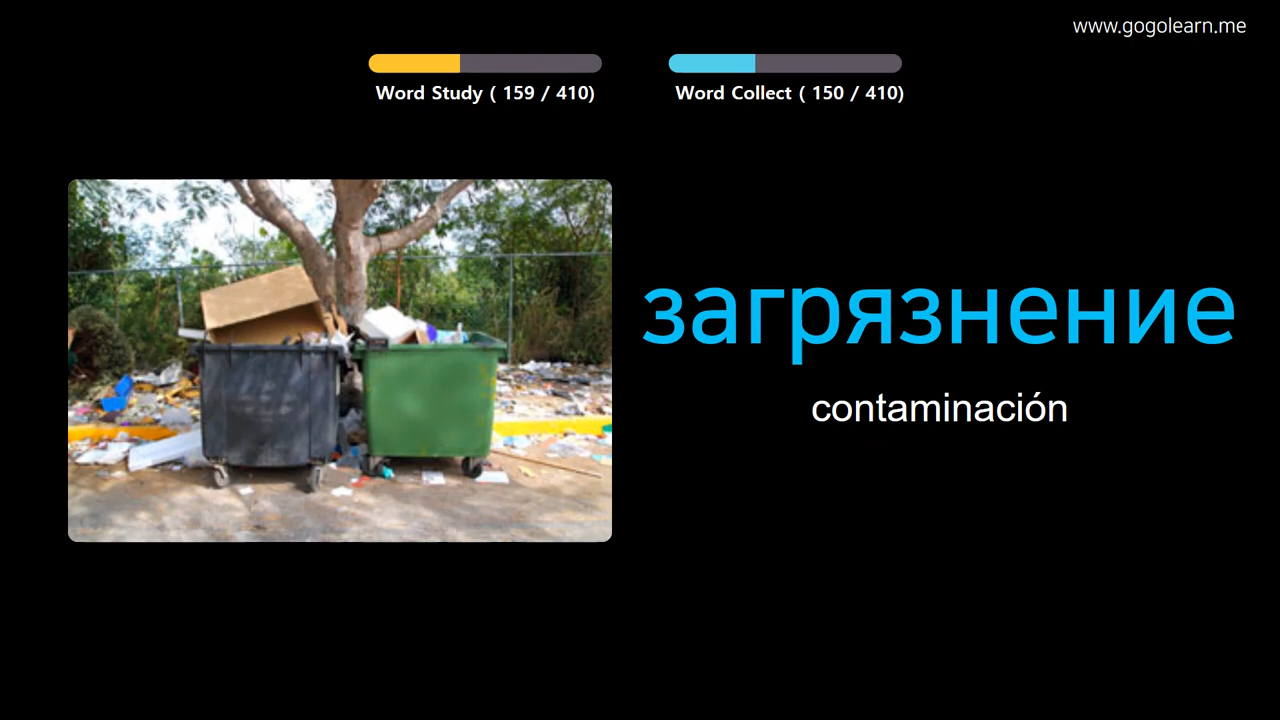 www.gogolearn.me
Word Study ( 159 / 410)
Word Collect ( 150 / 410)
загрязнение
contaminación